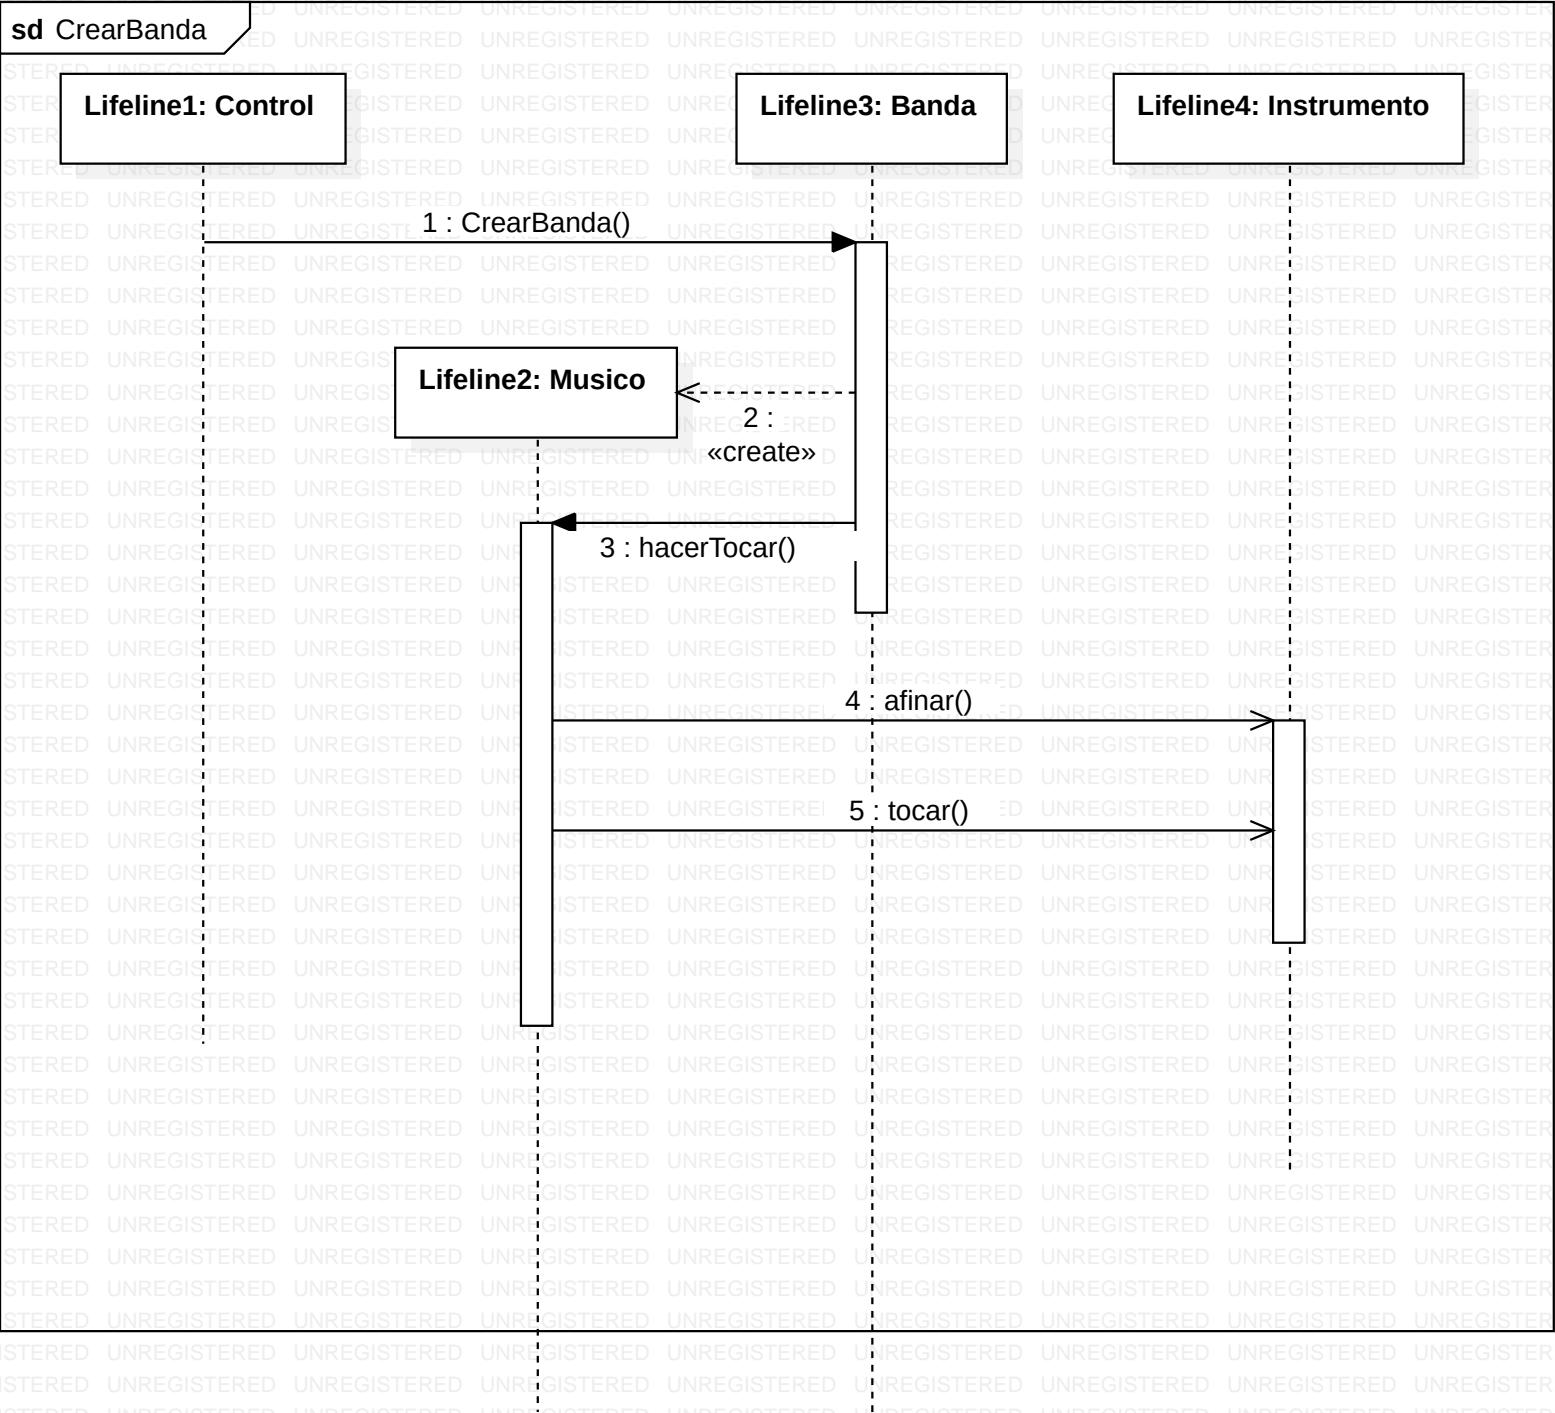 sd CrearBanda
Lifeline1: Control
Lifeline3: Banda
Lifeline4: Instrumento
1 : CrearBanda()
Lifeline2: Musico
2 :
«create»
3 : hacerTocar()
4 : afinar()
5 : tocar()
UNREGISTERED